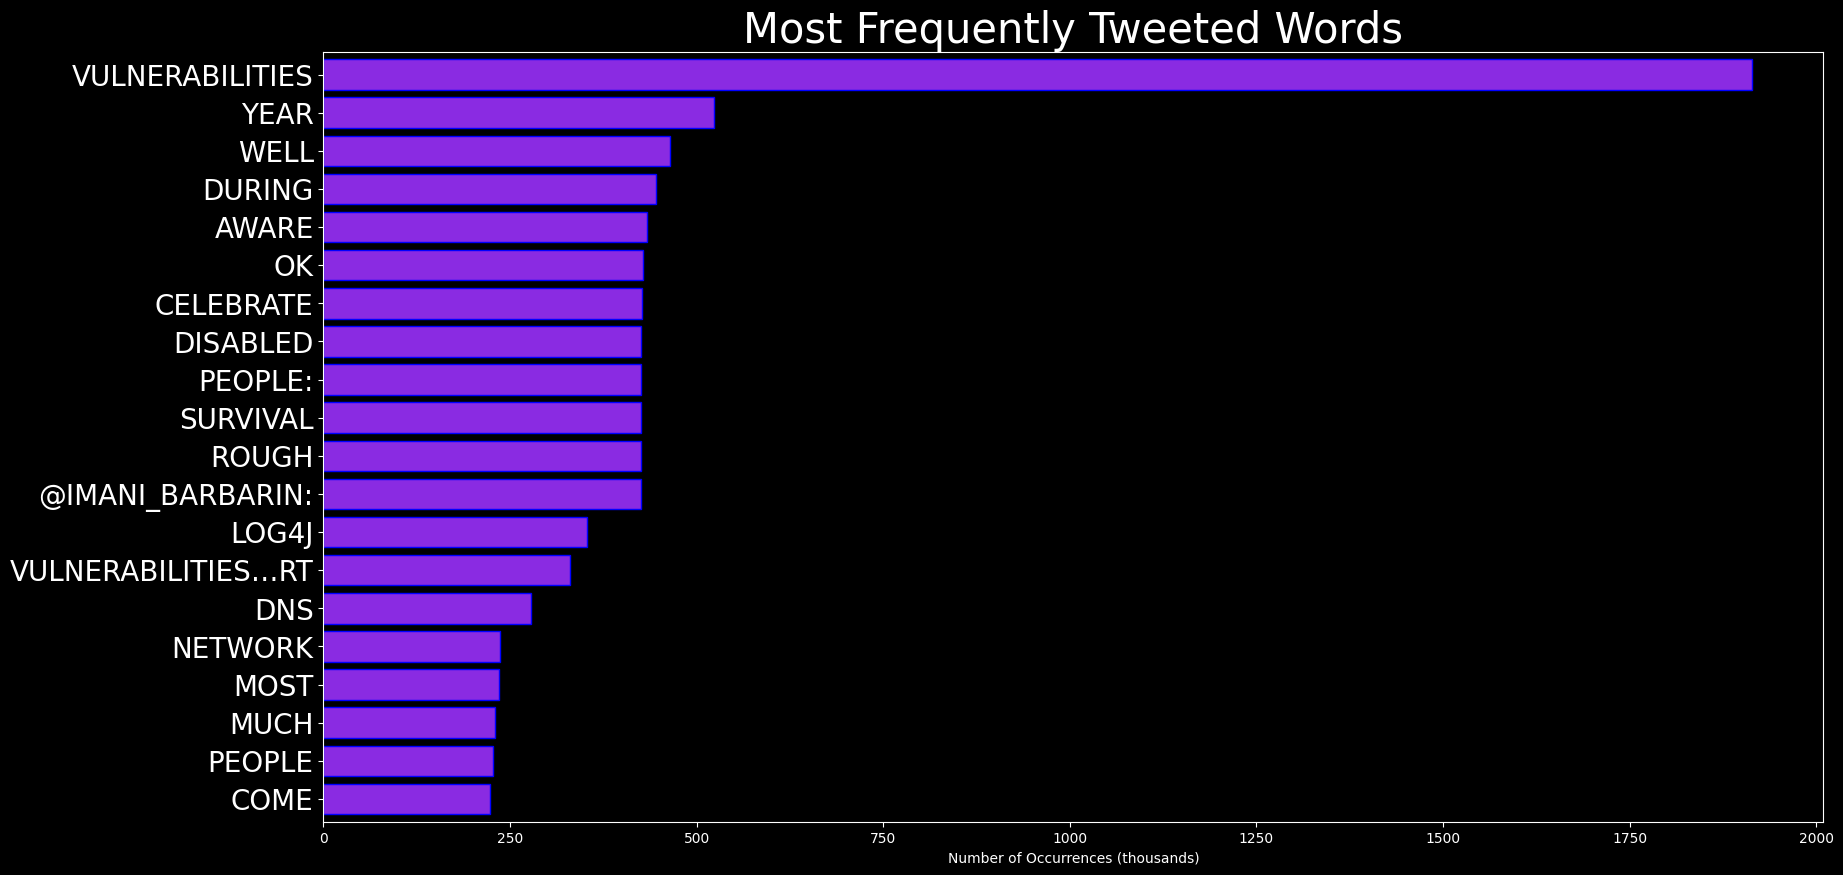 Most Frequently Tweeted Words
VULNERABILITIES
YEAR
WELL
DURING
AWARE
OK
CELEBRATE
DISABLED
PEOPLE:
SURVIVAL
ROUGH
@IMANI_BARBARIN:
LOG4J
VULNERABILITIES…RT
DNS
NETWORK
MOST
MUCH
PEOPLE
COME
0 250 500 750 1000 1250 1500 1750 2000
Number of Occurrences (thousands)